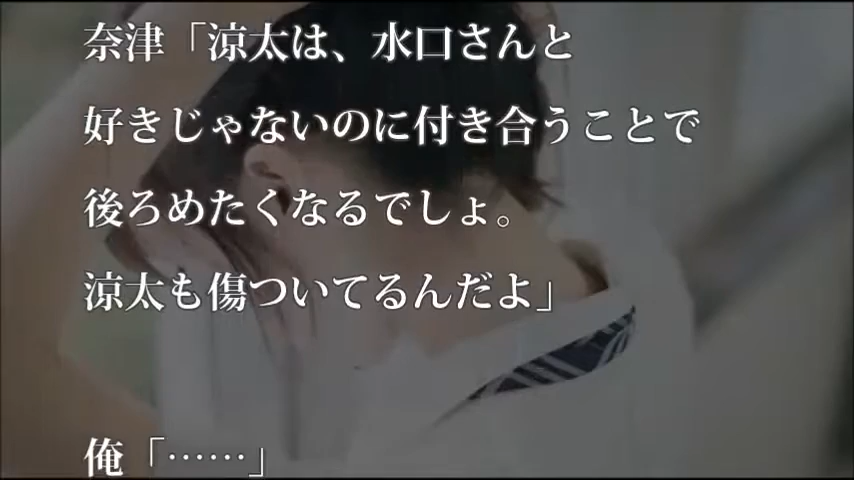 奈津「涼太は、水口さんと
好きじゃないのに付き合うことで
後ろめたくなるでしょ。
涼太も傷ついてるんだよ」
俺「……」